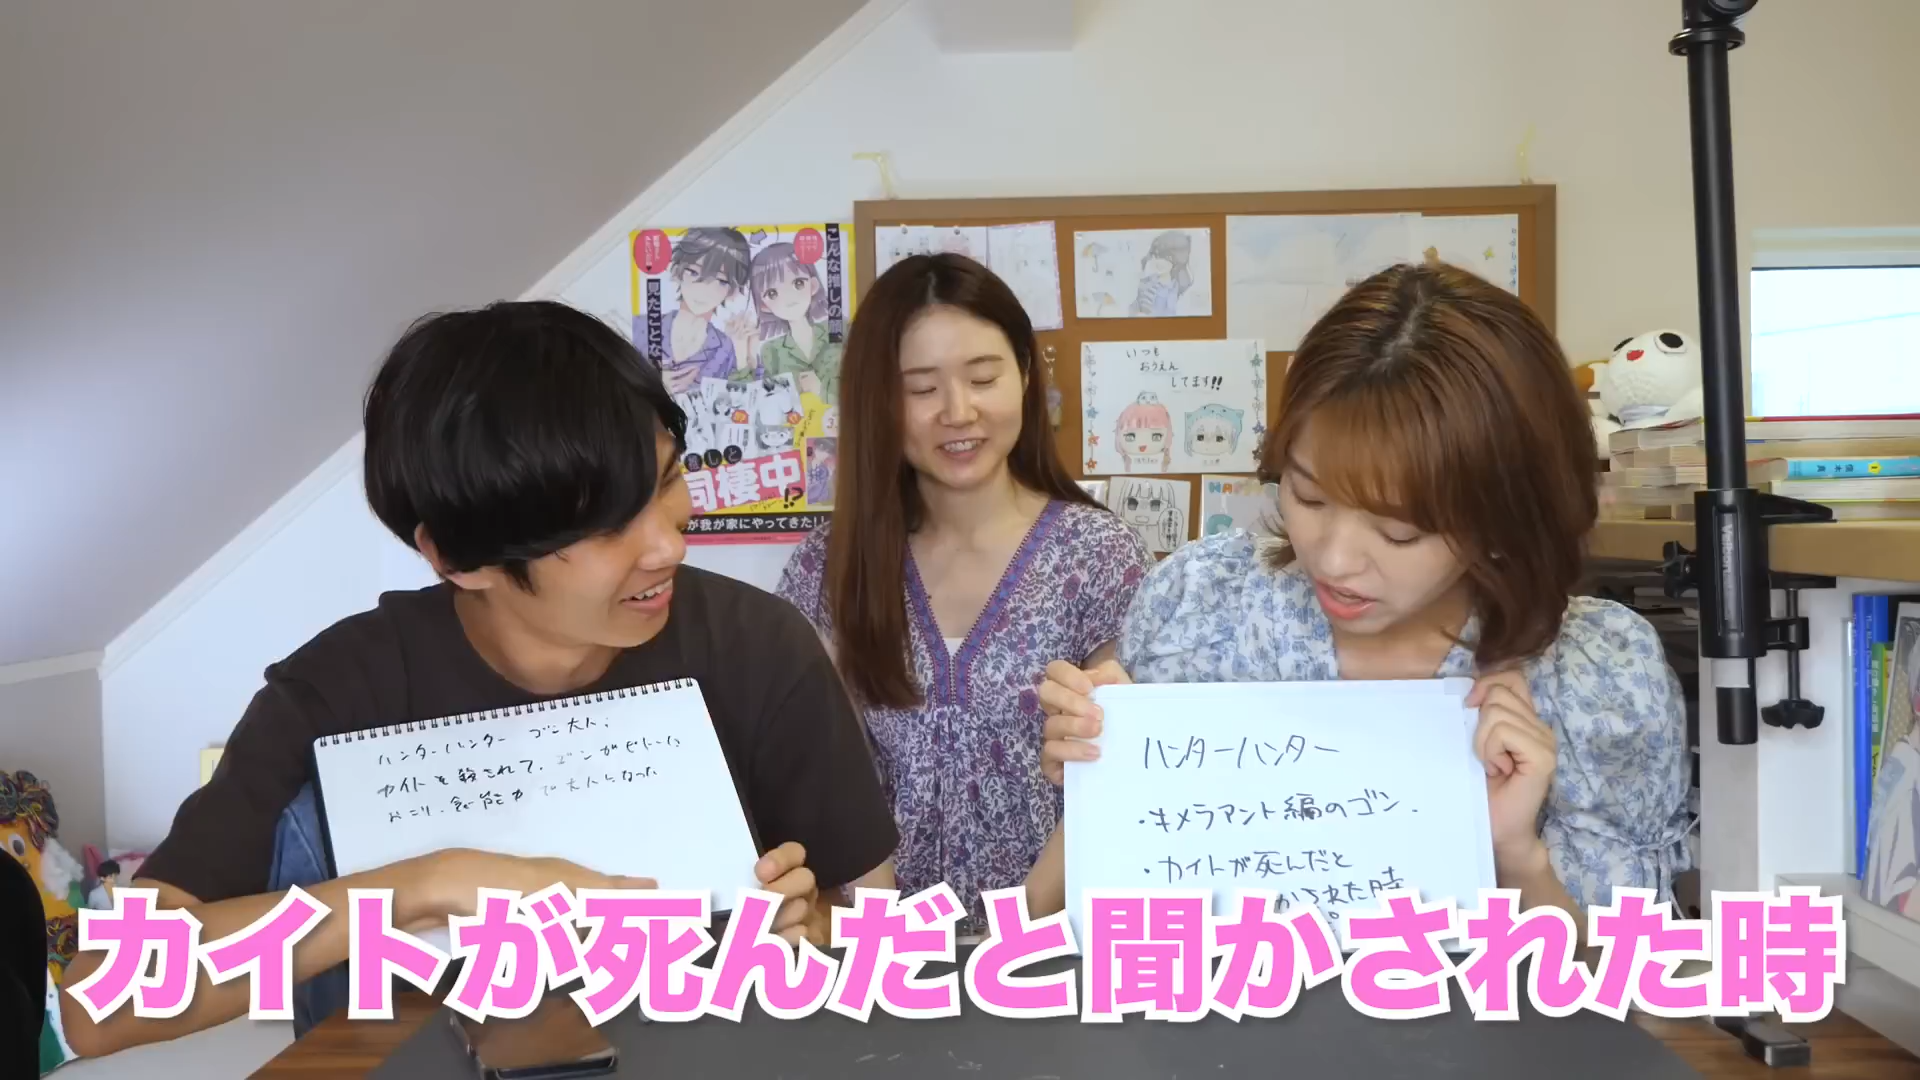 こんな推しの顔、
見たことな
推しと
同棲中!?
が我が家にやってきた!!
いつも
おうえん
してます!!
ハンターハンター ゴン大人;
カイトを殺されて、ゴンがピトーに
おこり、念能力で大人になった
ハンターハンター
・キメラアント編のゴン.
・カイトが死んだと
かされた時。
Velbon
カイトが死んだと聞かされた時